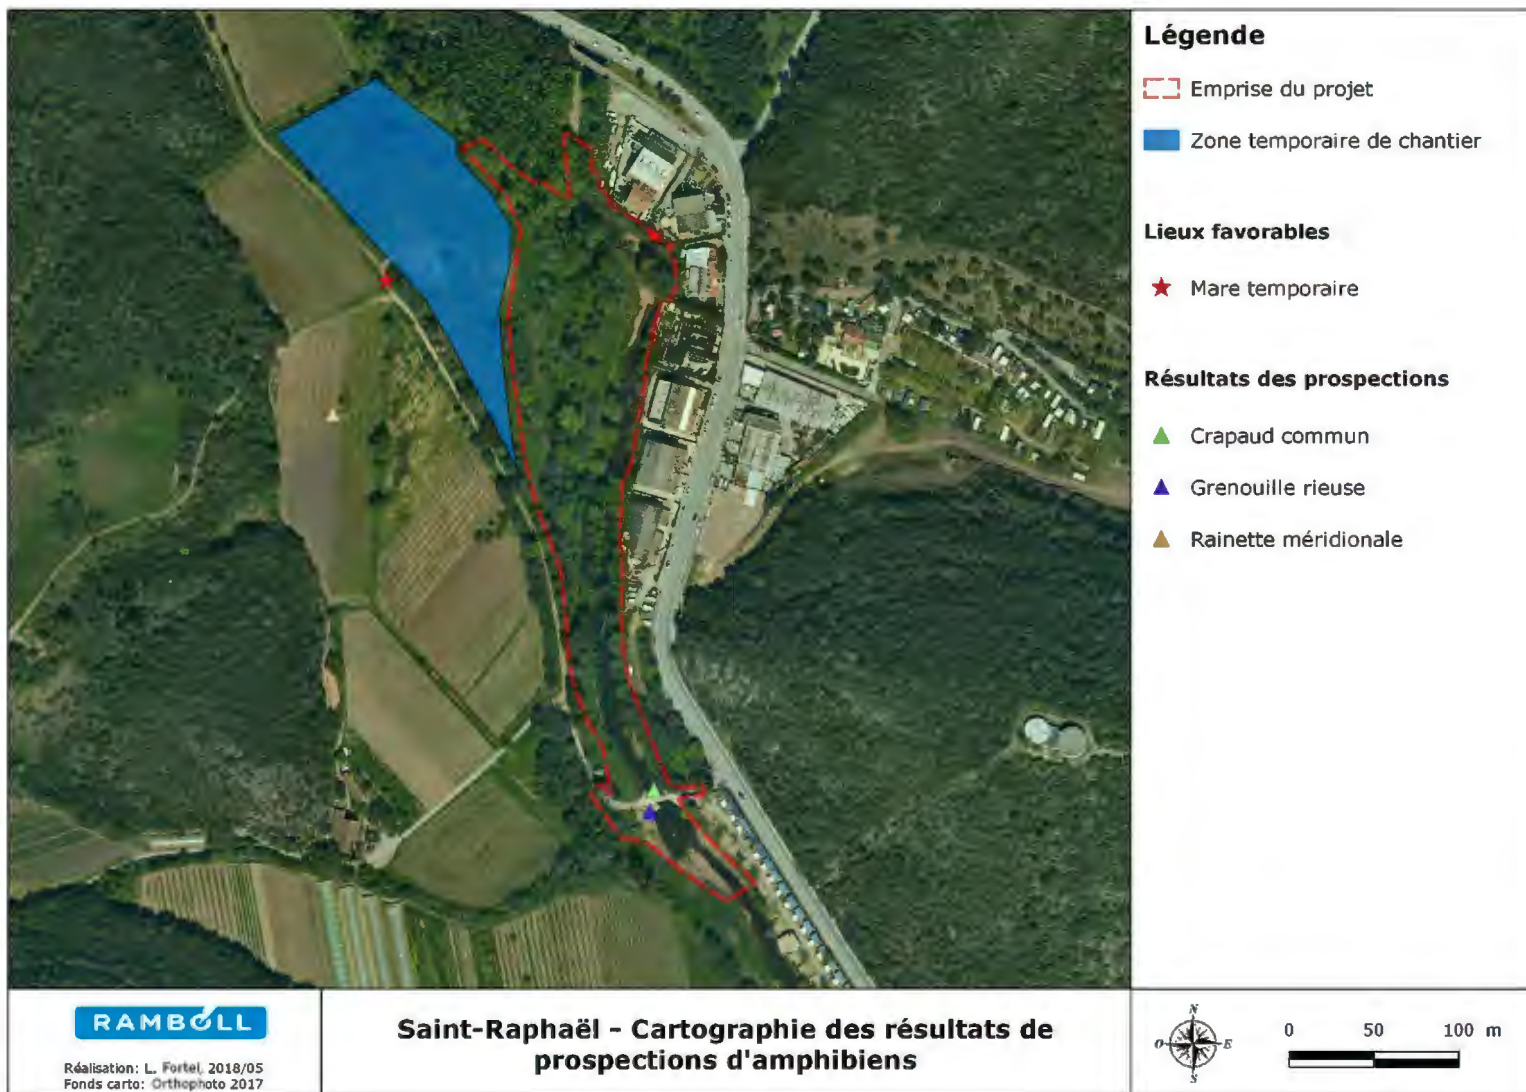 Légende
Emprise du projet
Zone temporaire de chantier
Lieux favorables
Mare temporaire
Résultats des prospections
Crapaud commun
Grenouille rieuse
Rainette méridionale
RAMBOLL
Réalisation: L. Fortel, 2018/05
Fonds carto: Orthophoto 2017
Saint-Raphaël - Cartographie des résultats de
prospections d'amphibiens
N
O E
S
0 50 100 m